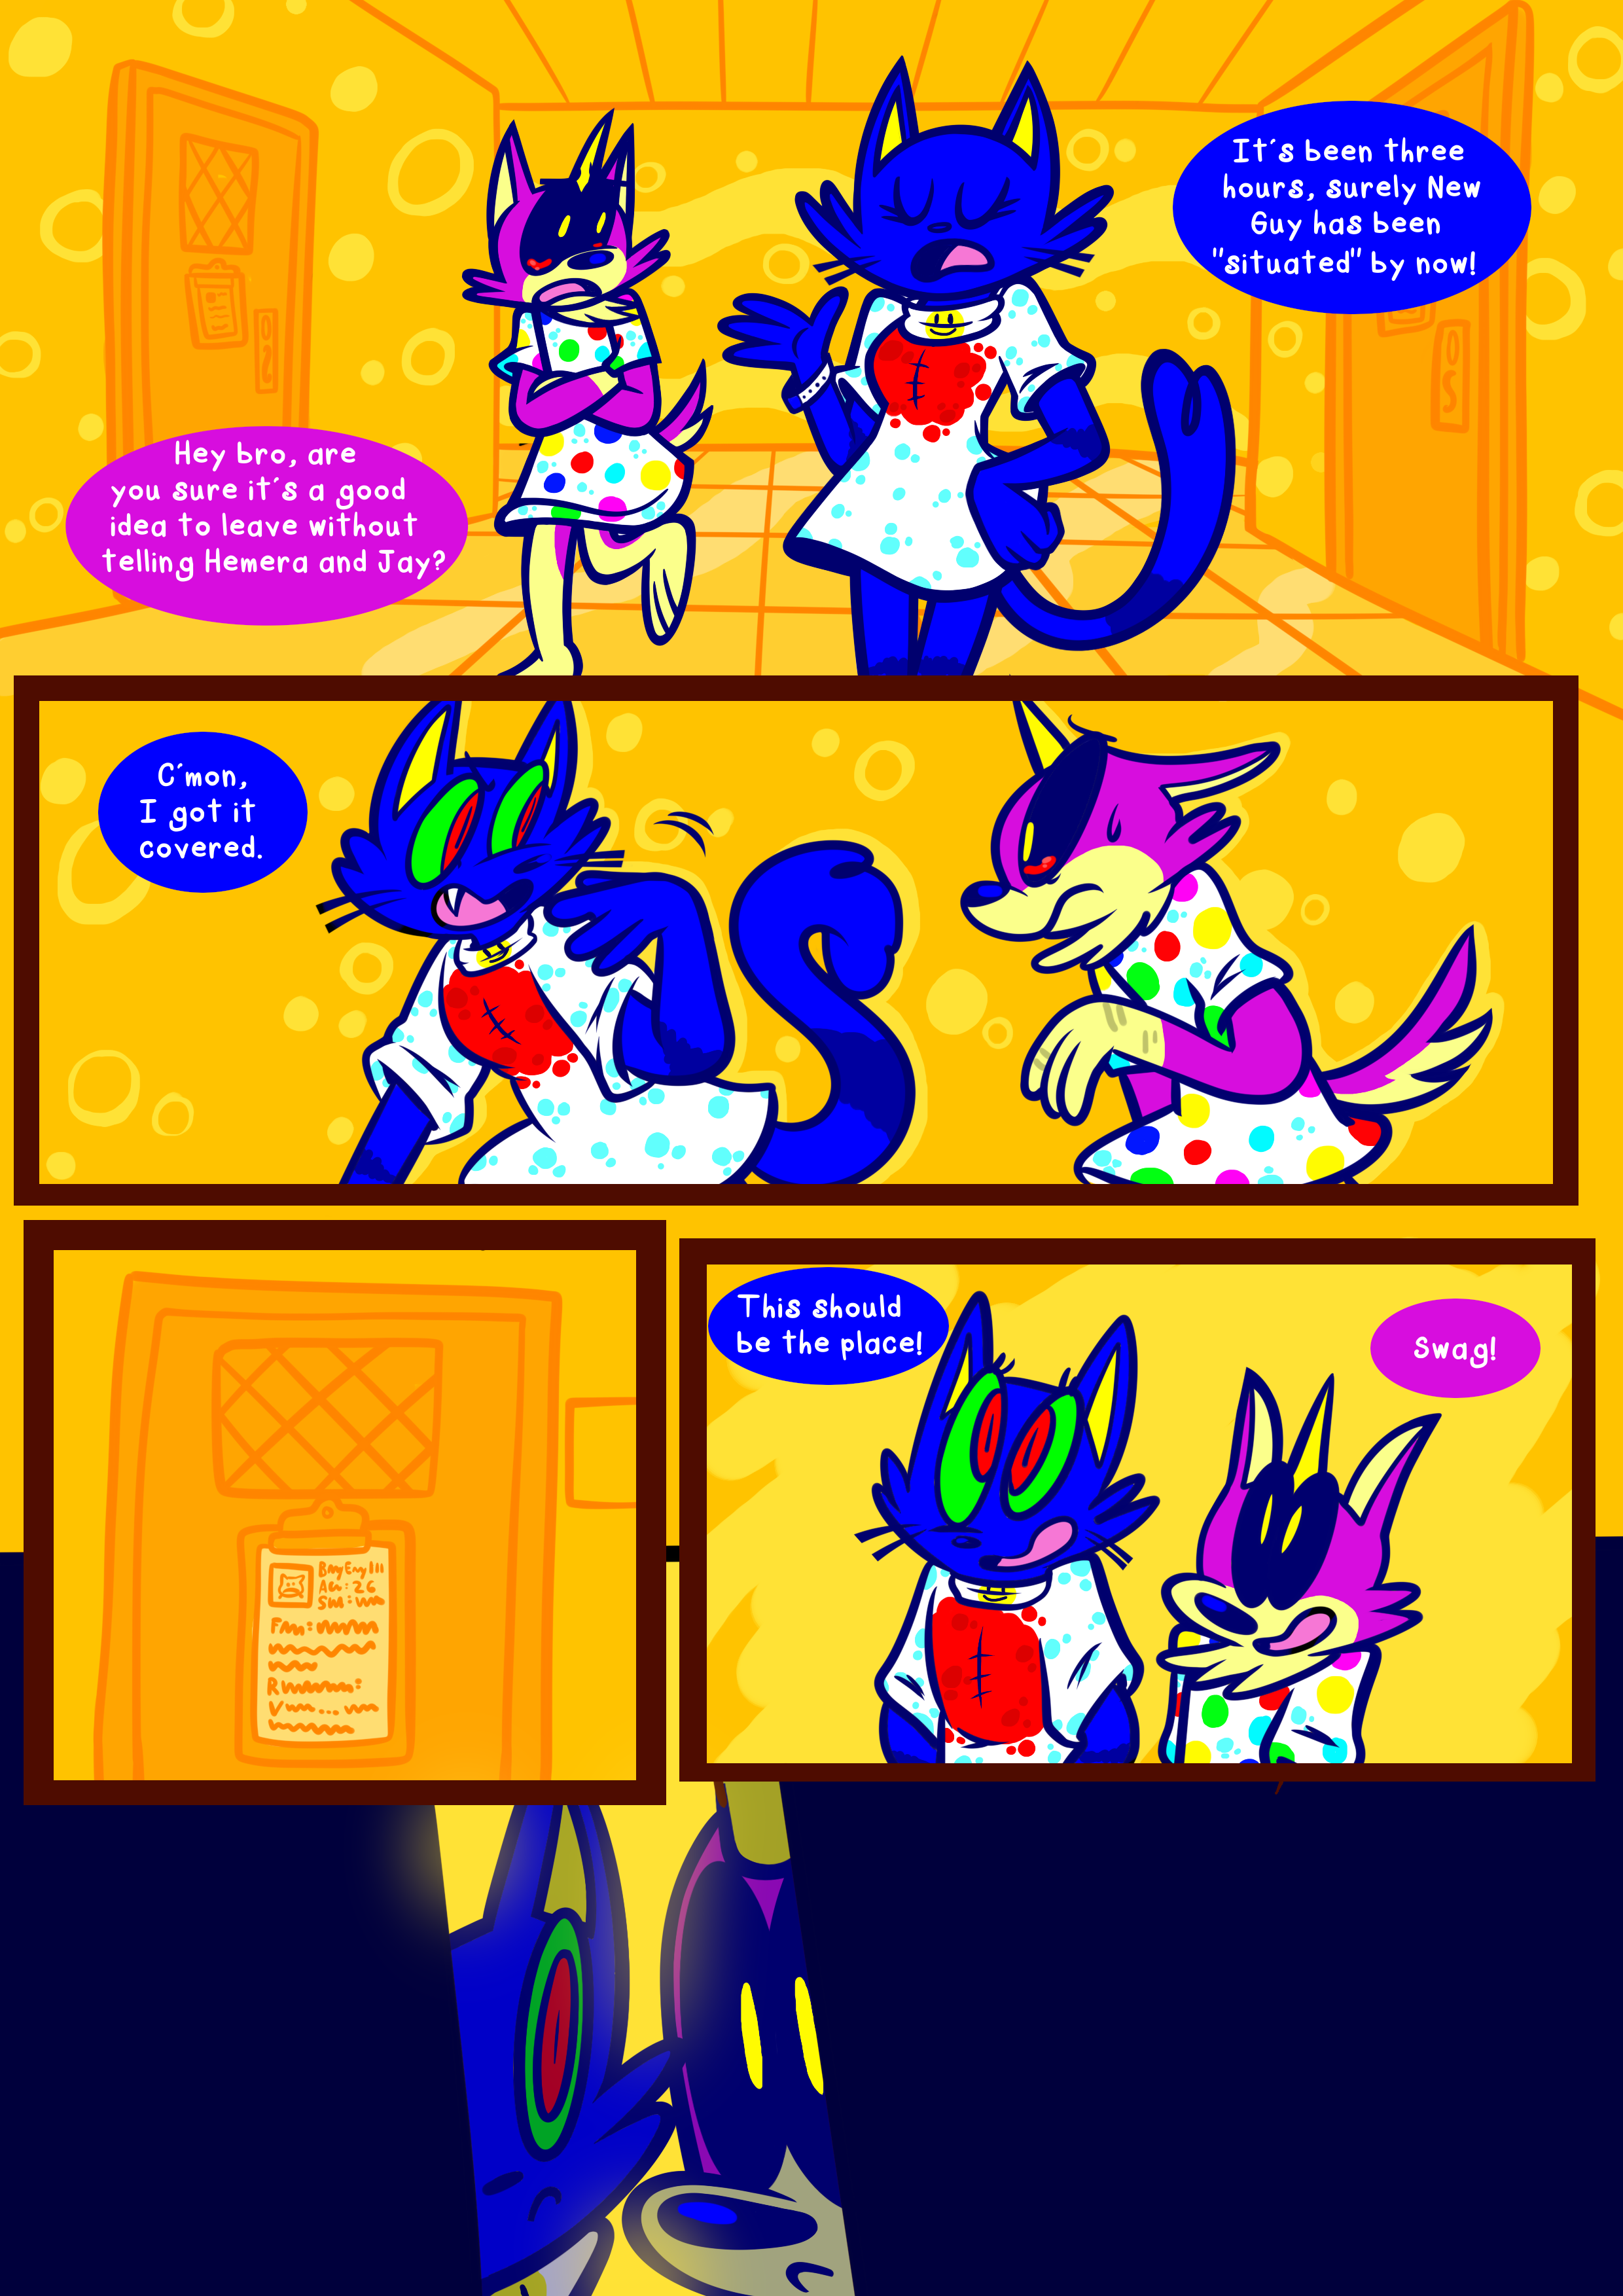 It's been three
hours, surely New
Guy has been
"situated" by now!
Hey bro, are
you sure it's a good
idea to leave without
telling Hemera and Jay?
C'mon,
I got it
covered.
26
This should
be the place!
Swag!